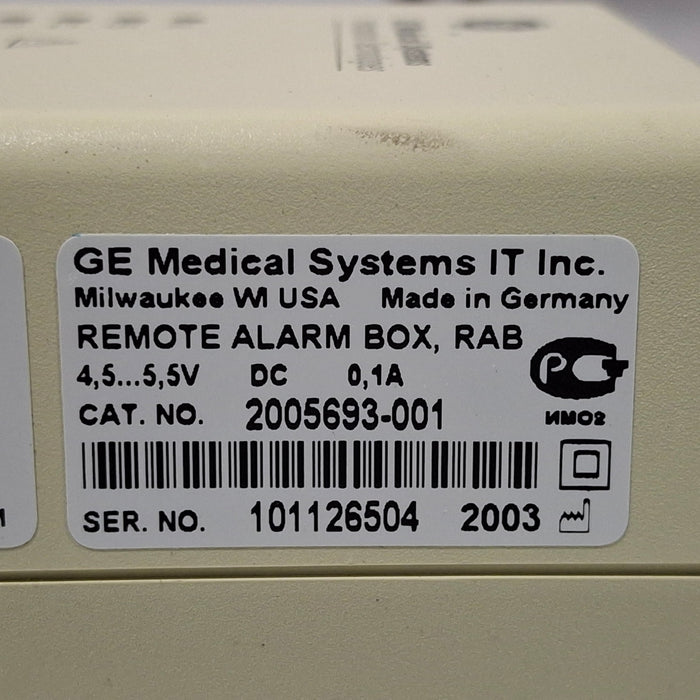 GE Medical Systems IT Inc.
Milwaukee WI USA Made in Germany
REMOTE ALARM BOX, RAB
4,5...5,5V DC 0,1A
CAT. NO. 2005693-001
ИМО2
SER. NO. 101126504 2003